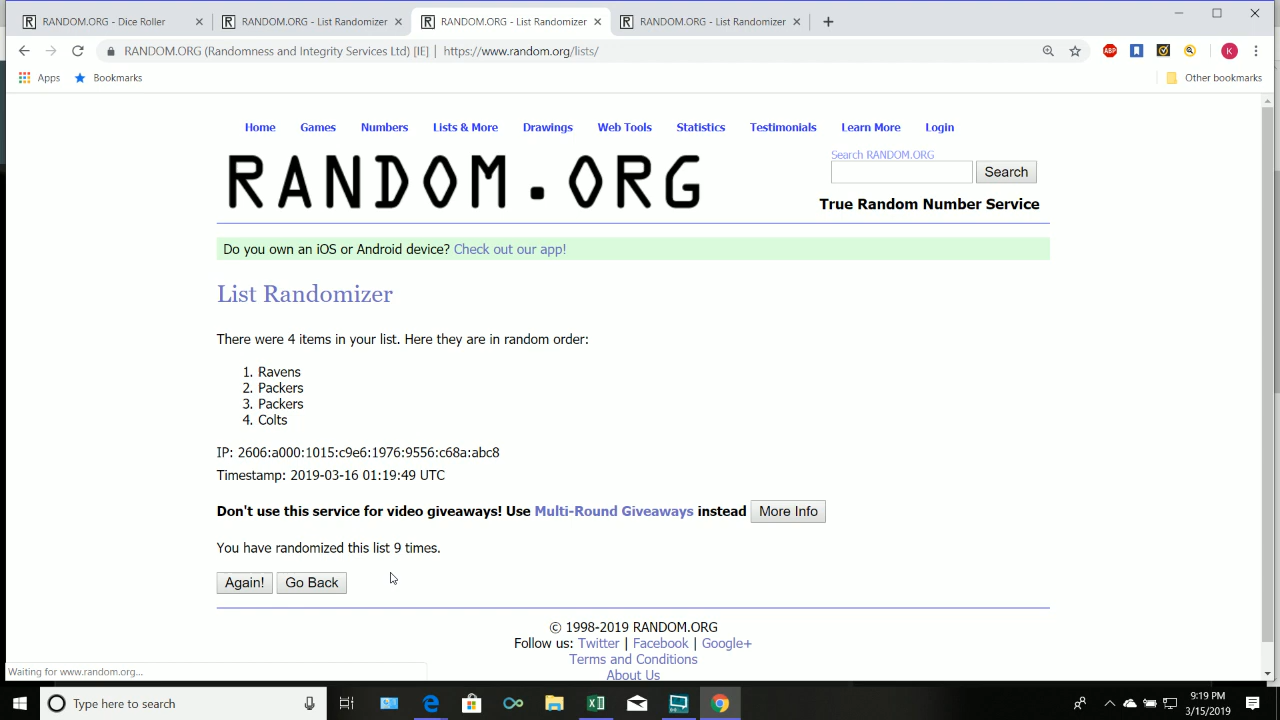 RANDOM.ORG - Dice Roller
RANDOM.ORG - List Randomizer
RANDOM.ORG - List Randomizer
RANDOM.ORG - List Randomizer
RANDOM.ORG (Randomness and Integrity Services Ltd) [IE] | https://www.random.org/lists/
ABP
K
Apps
Bookmarks
Other bookmarks
Home Games Numbers Lists & More Drawings Web Tools Statistics Testimonials Learn More Login
RANDOM.ORG
Search RANDOM.ORG
Search
True Random Number Service
Do you own an iOS or Android device? Check out our app!
List Randomizer
There were 4 items in your list. Here they are in random order:
1. Ravens
2. Packers
3. Packers
4. Colts
IP: 2606:a000:1015:c9e6:1976:9556:c68a:abc8
Timestamp: 2019-03-16 01:19:49 UTC
Don't use this service for video giveaways! Use Multi-Round Giveaways instead More Info
You have randomized this list 9 times.
Again! Go Back
© 1998-2019 RANDOM.ORG
Follow us: Twitter | Facebook | Google+
Terms and Conditions
About Us
Waiting for www.random.org...
Type here to search
9:19 PM
3/15/2019